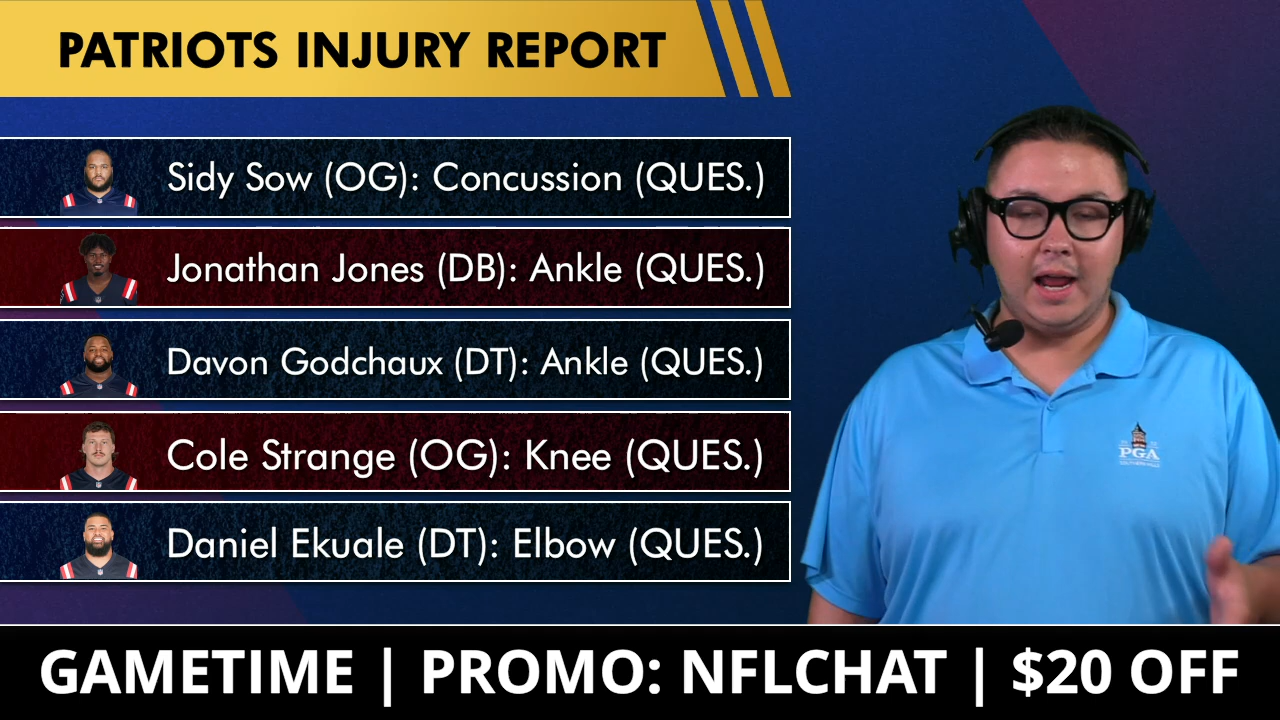 PATRIOTS INJURY REPORT
Sidy Sow (OG): Concussion (QUES.)
Jonathan Jones (DB): Ankle (QUES.)
Davon Godchaux (DT): Ankle (QUES.)
Cole Strange (OG): Knee (QUES.)
Daniel Ekuale (DT): Elbow (QUES.)
PGA
GAMETIME | PROMO: NFLCHAT | $20 OFF